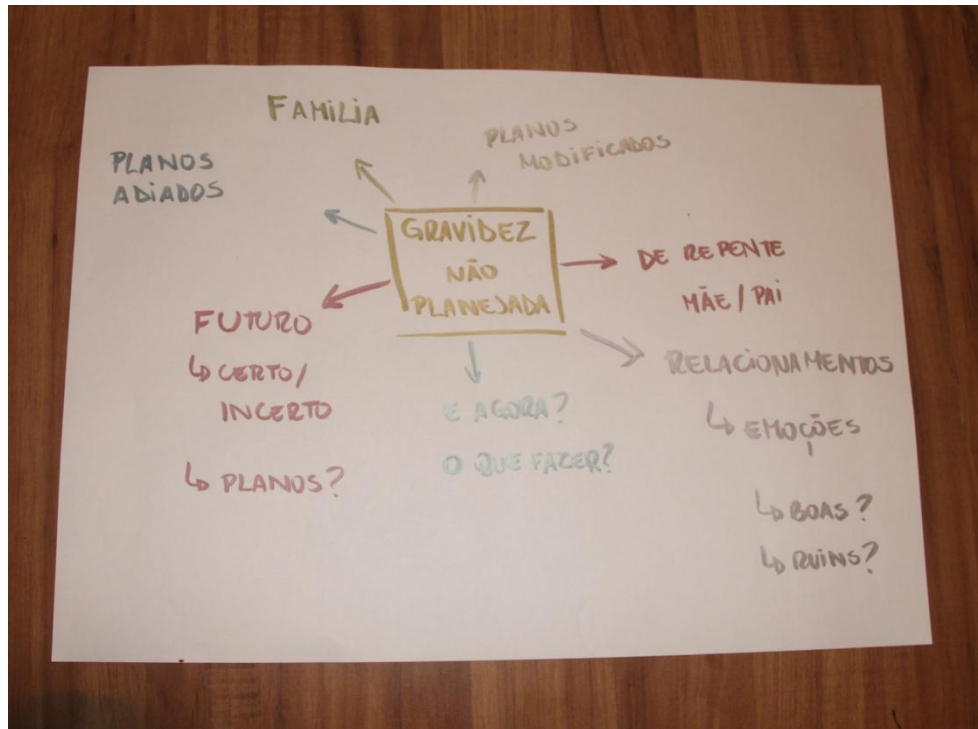 FAMILIA
PLANOS
MODIFICADOS
PLANOS
ADIADOS
GRAVIDEZ
NÃO
PLANEJADA
DE REPENTE
MÃE / PAI
FUTURO
↳ CERTO /
INCERTO
↳ PLANOS?
E AGORA?
O QUE FAZER?
RELACIONAMENTOS
↳ EMOÇÕES
↳ BOAS?
↳ RUINS?